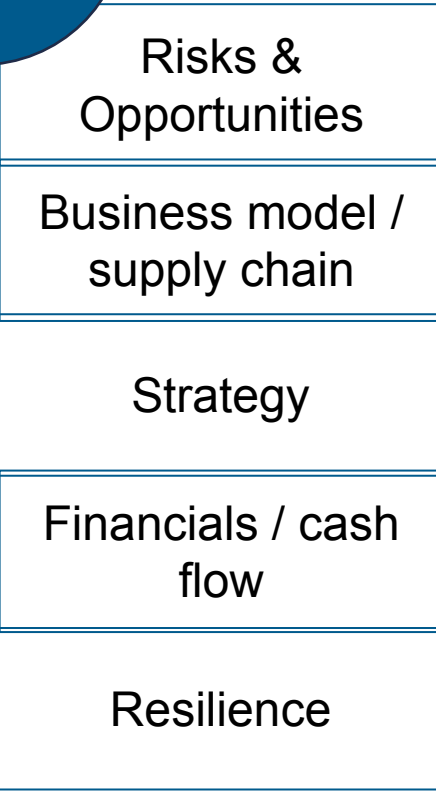 Risks &
Opportunities
Business model /
supply chain
Strategy
Financials / cash
flow
Resilience